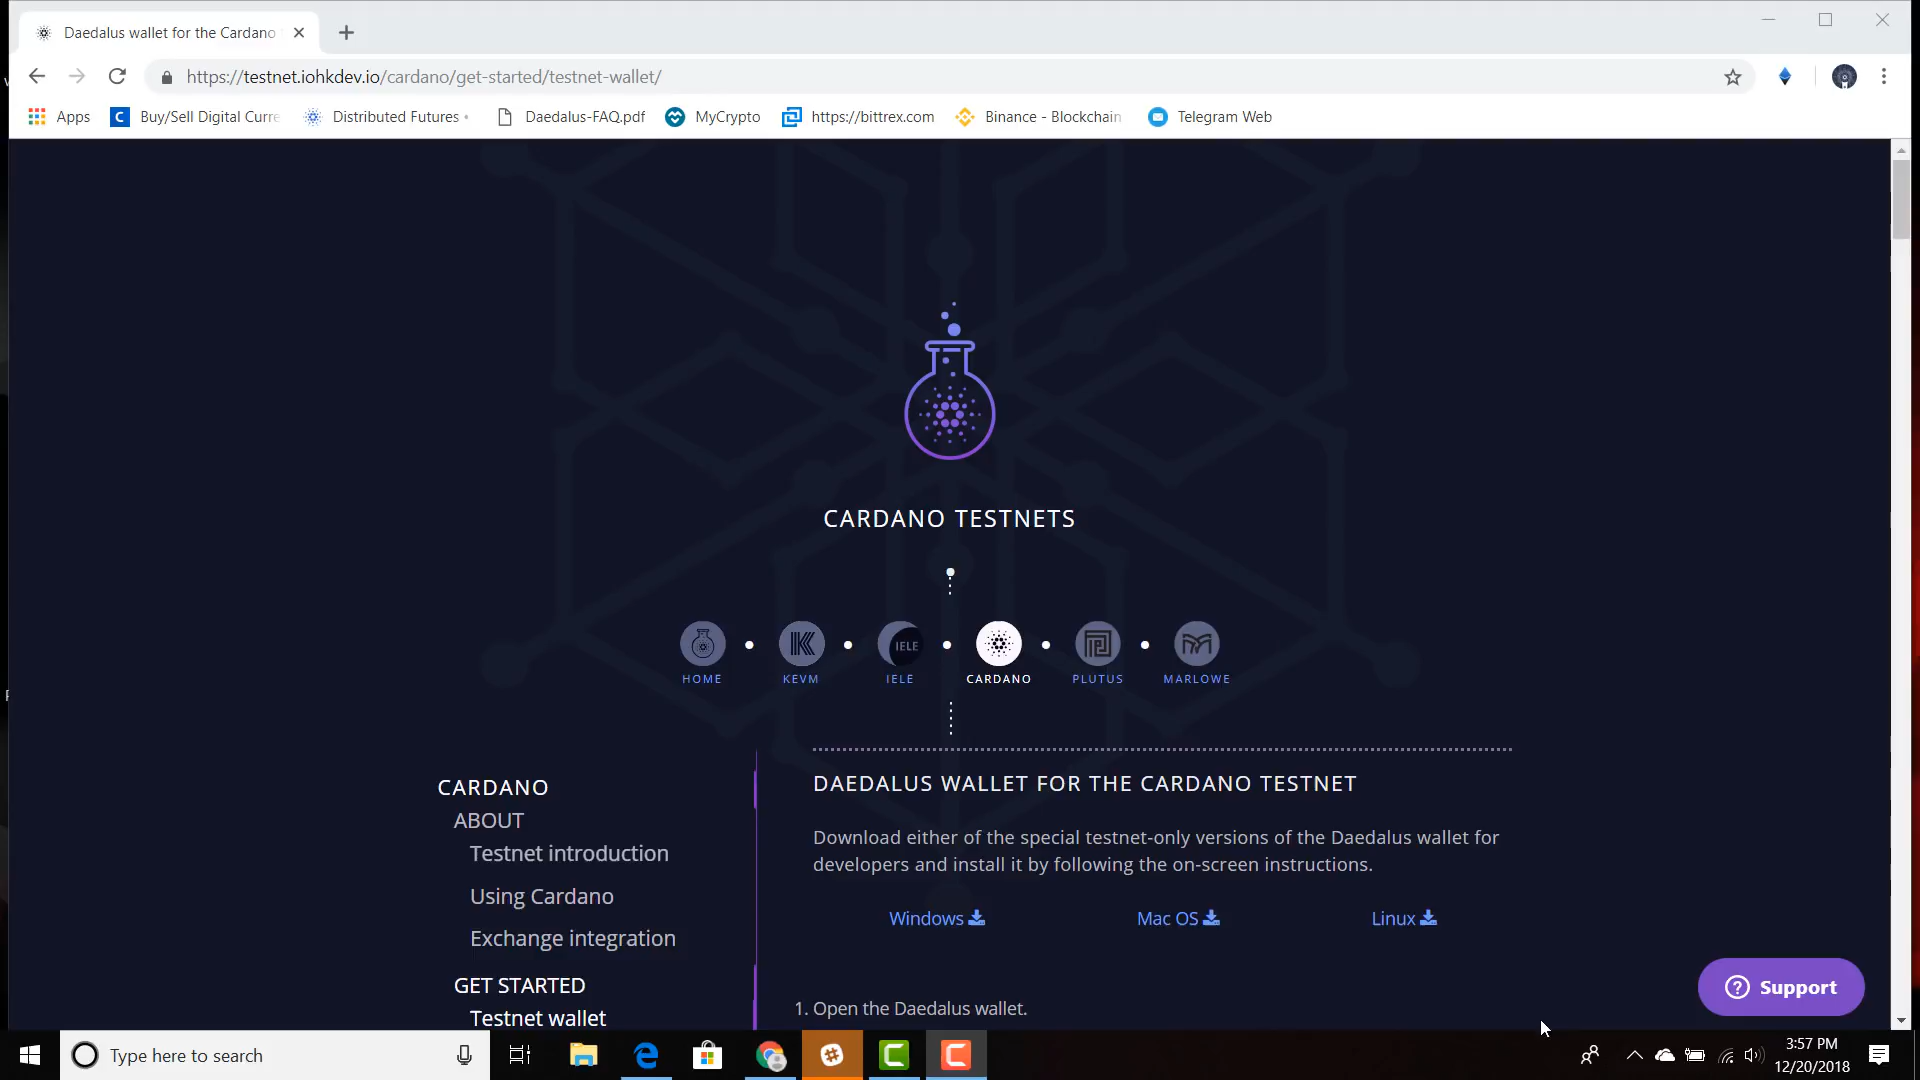 Daedalus wallet for the Cardano
https://testnet.iohkdev.io/cardano/get-started/testnet-wallet/
Apps
C
Buy/Sell Digital Curre
Distributed Futures •
Daedalus-FAQ.pdf
MyCrypto
https://bittrex.com
Binance - Blockchain
Telegram Web
CARDANO TESTNETS
IELE
HOME
KEVM
IELE
CARDANO
PLUTUS
MARLOWE
CARDANO
ABOUT
Testnet introduction
Using Cardano
Exchange integration
GET STARTED
Testnet wallet
DAEDALUS WALLET FOR THE CARDANO TESTNET
Download either of the special testnet-only versions of the Daedalus wallet for
developers and install it by following the on-screen instructions.
Windows
Mac OS
Linux
1. Open the Daedalus wallet.
Support
Type here to search
3:57 PM
12/20/2018